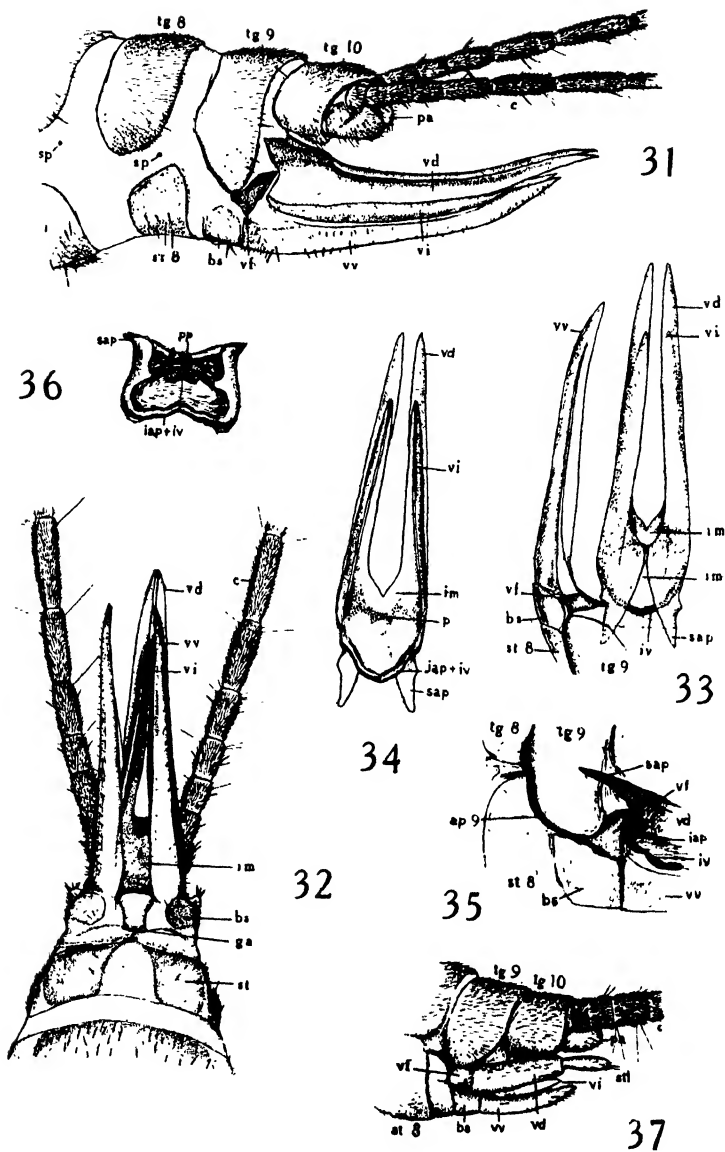 tg 8
tg 9
tg 10
pa
c
sp
sp
vd
vi
st 8
bs
vf
vv
31
sap
pp
iap+iv
36
vd
vi
im
p
iap+iv
sap
34
vv
vd
vi
im
im
vf
bs
st 8
tg 9
iv
sap
33
c
vd
vv
vi
im
bs
ga
st
32
tg 8
tg 9
sap
vf
vd
iap
iv
vv
ap 9
st 8
bs
35
tg 9
tg 10
pa
c
stl
vi
vf
st 8
bs
vv
vd
37